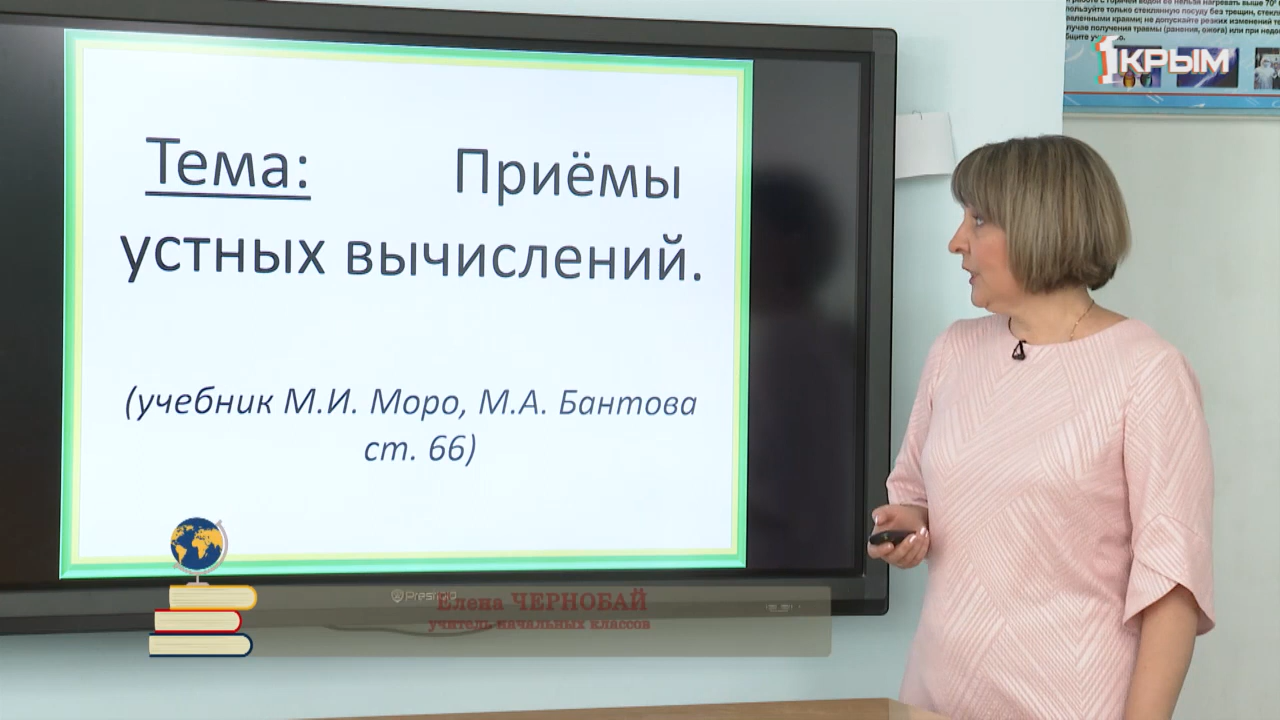 Тема: Приёмы
устных вычислений.
(учебник М.И. Моро, М.А. Бантова
ст. 66)
1КРЫМ
Елена ЧЕРНОБАЙ
учитель начальных классов